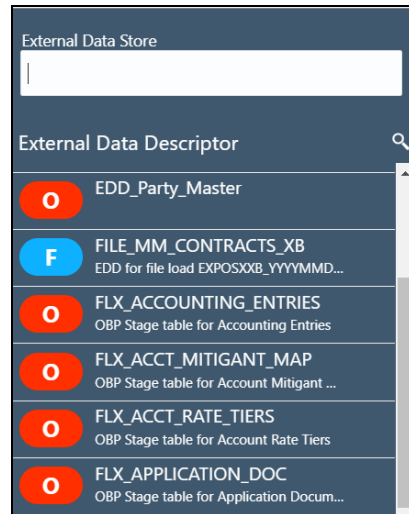 External Data Store
External Data Descriptor
O
EDD_Party_Master
F
FILE_MM_CONTRACTS_XB
EDD for file load EXPOSXXB_YYYYMMD...
O
FLX_ACCOUNTING_ENTRIES
OBP Stage table for Accounting Entries
O
FLX_ACCT_MITIGANT_MAP
OBP Stage table for Account Mitigant ...
O
FLX_ACCT_RATE_TIERS
OBP Stage table for Account Rate Tiers
O
FLX_APPLICATION_DOC
OBP Stage table for Application Docum...